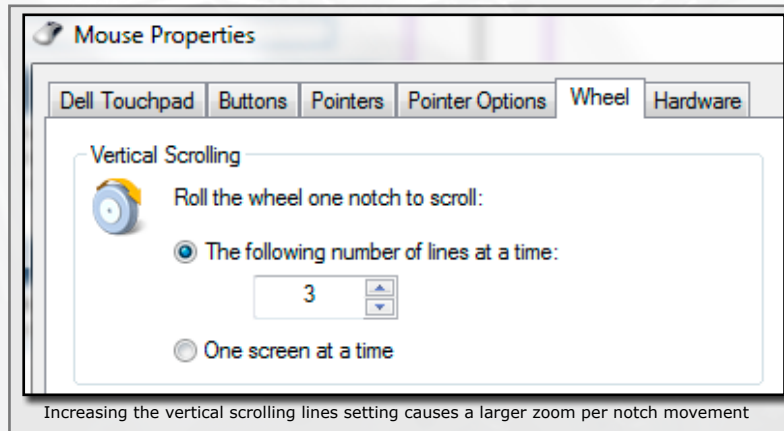 Mouse Properties
Dell Touchpad Buttons Pointers Pointer Options Wheel Hardware
Vertical Scrolling
Roll the wheel one notch to scroll:
The following number of lines at a time:
3
One screen at a time
Increasing the vertical scrolling lines setting causes a larger zoom per notch movement